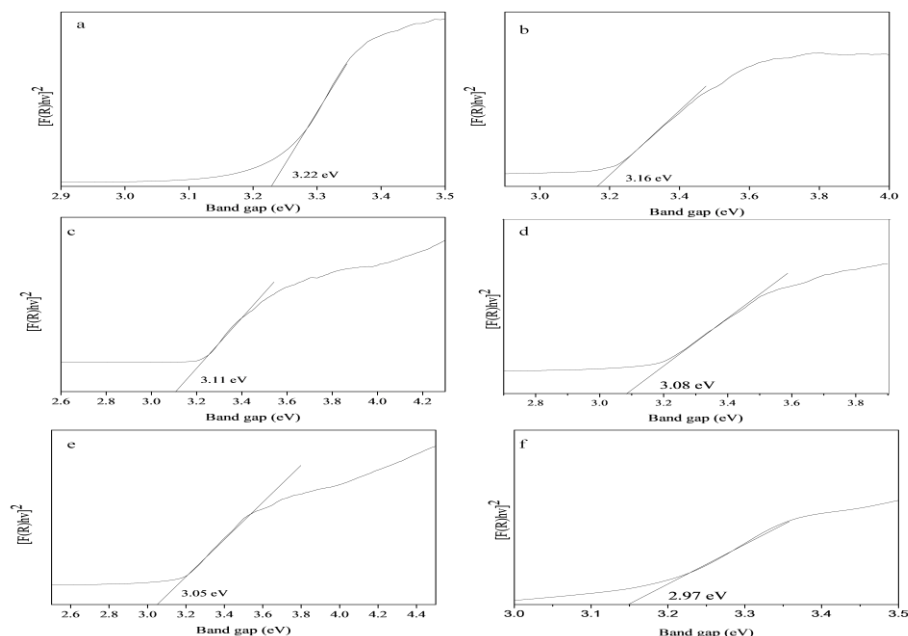 a
[F(R)hν]2
3.22 eV
2.9 3.0 3.1 3.2 3.3 3.4 3.5
Band gap (eV)
b
[F(R)hν]2
3.16 eV
3.0 3.2 3.4 3.6 3.8 4.0
Band gap (eV)
c
[F(R)hν]2
3.11 eV
2.6 2.8 3.0 3.2 3.4 3.6 3.8 4.0 4.2
Band gap (eV)
d
[F(R)hν]2
3.08 eV
2.8 3.0 3.2 3.4 3.6 3.8
Band gap (eV)
e
[F(R)hν]2
3.05 eV
2.6 2.8 3.0 3.2 3.4 3.6 3.8 4.0 4.2 4.4
Band gap (eV)
f
[F(R)hν]2
2.97 eV
3.0 3.1 3.2 3.3 3.4 3.5
Band gap (eV)